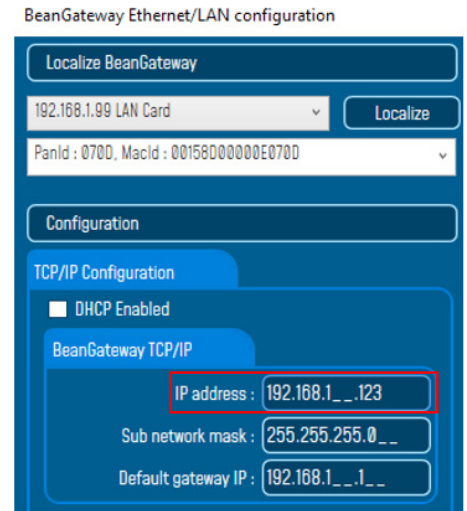 BeanGateway Ethernet/LAN configuration
Localize BeanGateway
192.168.1.99 LAN Card Localize
PanId : 070D, MacId : 00158D00000E070D
Configuration
TCP/IP Configuration
DHCP Enabled
BeanGateway TCP/IP
IP address : 192.168.1__.123
Sub network mask : 255.255.255.0__
Default gateway IP : 192.168.1__.1__